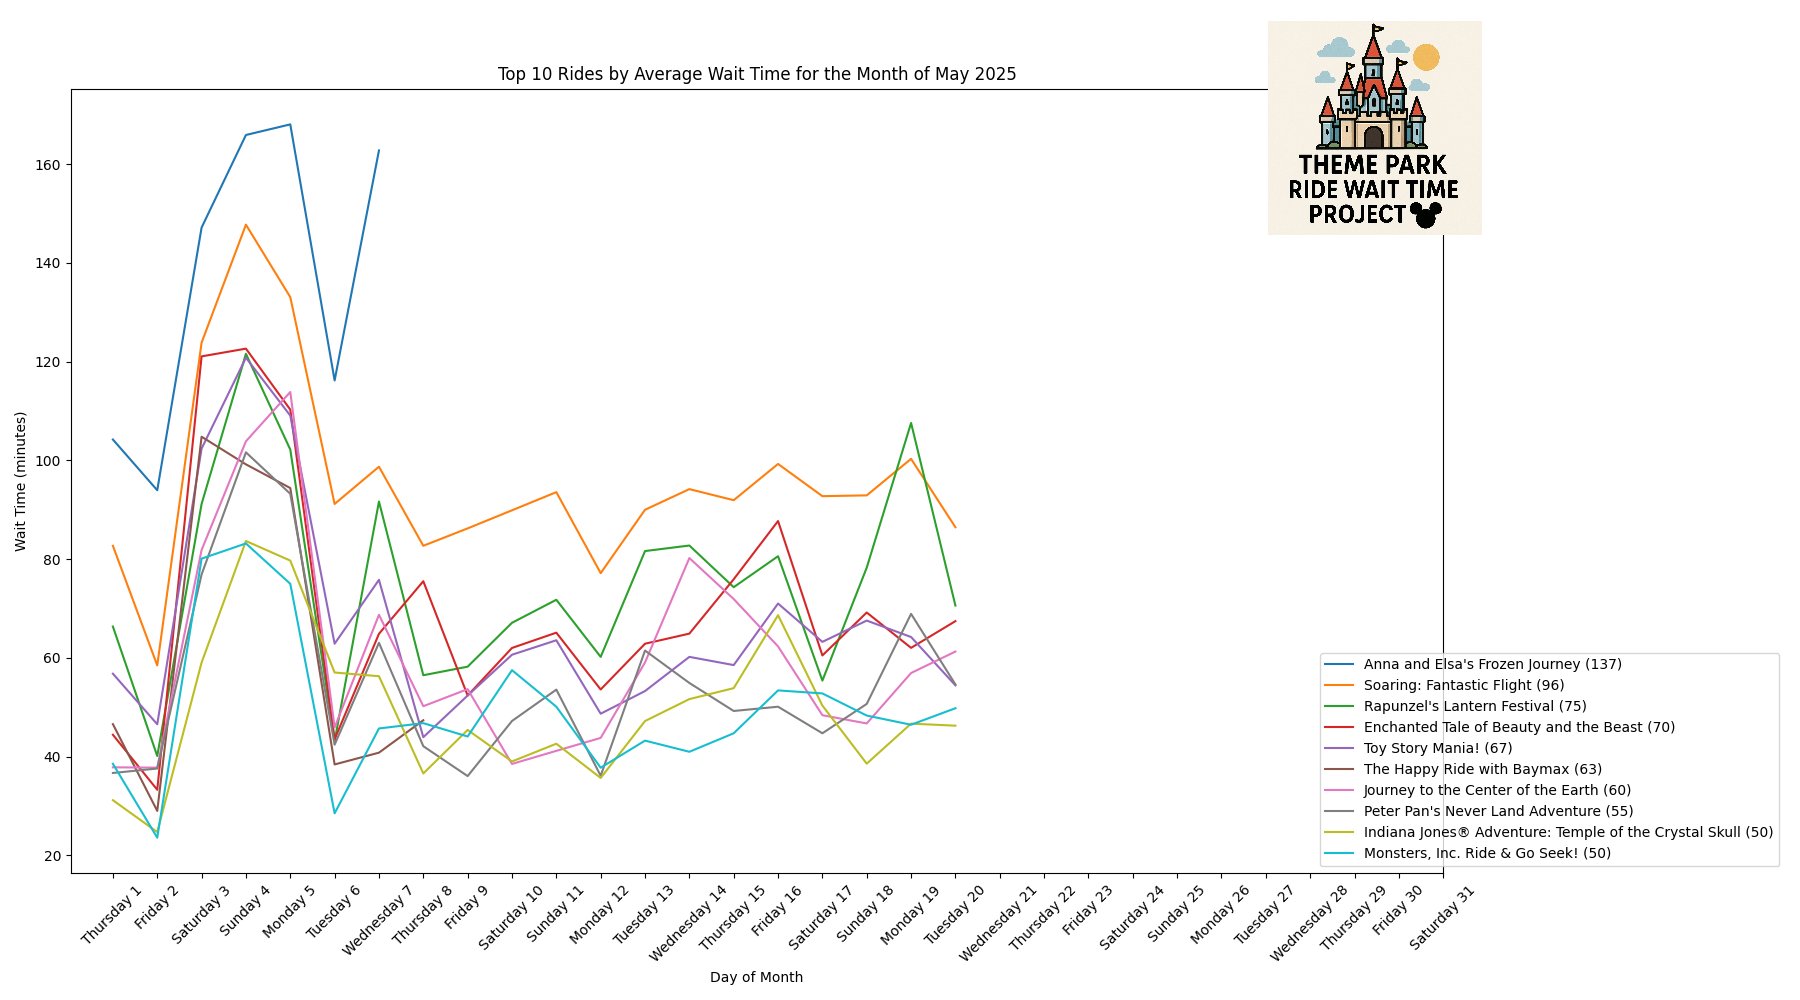 THEME PARK
RIDE WAIT TIME
PROJECT
Top 10 Rides by Average Wait Time for the Month of May 2025
Wait Time (minutes)
160
140
120
100
80
60
40
20
Anna and Elsa's Frozen Journey (137)
Soaring: Fantastic Flight (96)
Rapunzel's Lantern Festival (75)
Enchanted Tale of Beauty and the Beast (70)
Toy Story Mania! (67)
The Happy Ride with Baymax (63)
Journey to the Center of the Earth (60)
Peter Pan's Never Land Adventure (55)
Indiana Jones® Adventure: Temple of the Crystal Skull (50)
Monsters, Inc. Ride & Go Seek! (50)
Thursday 1
Friday 2
Saturday 3
Sunday 4
Monday 5
Tuesday 6
Wednesday 7
Thursday 8
Friday 9
Saturday 10
Sunday 11
Monday 12
Tuesday 13
Wednesday 14
Thursday 15
Friday 16
Saturday 17
Sunday 18
Monday 19
Tuesday 20
Wednesday 21
Thursday 22
Friday 23
Saturday 24
Sunday 25
Monday 26
Tuesday 27
Wednesday 28
Thursday 29
Friday 30
Saturday 31
Day of Month